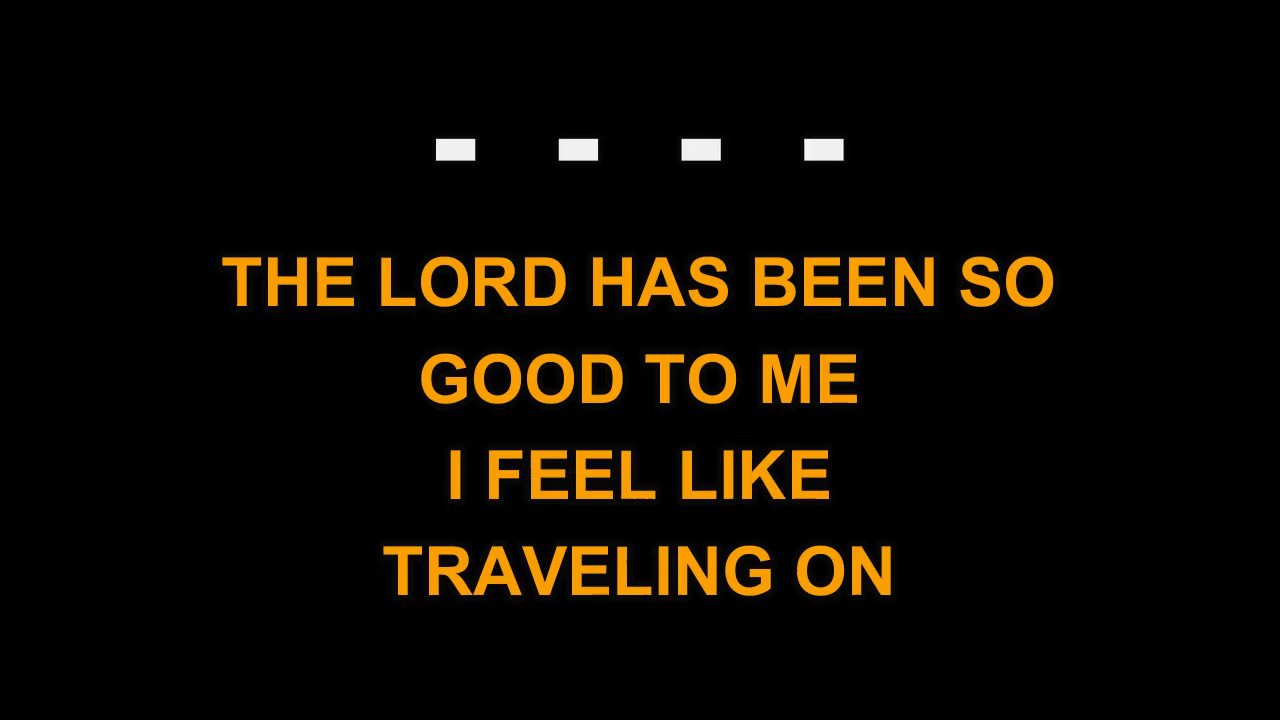 THE LORD HAS BEEN SO
GOOD TO ME
I FEEL LIKE
TRAVELING ON